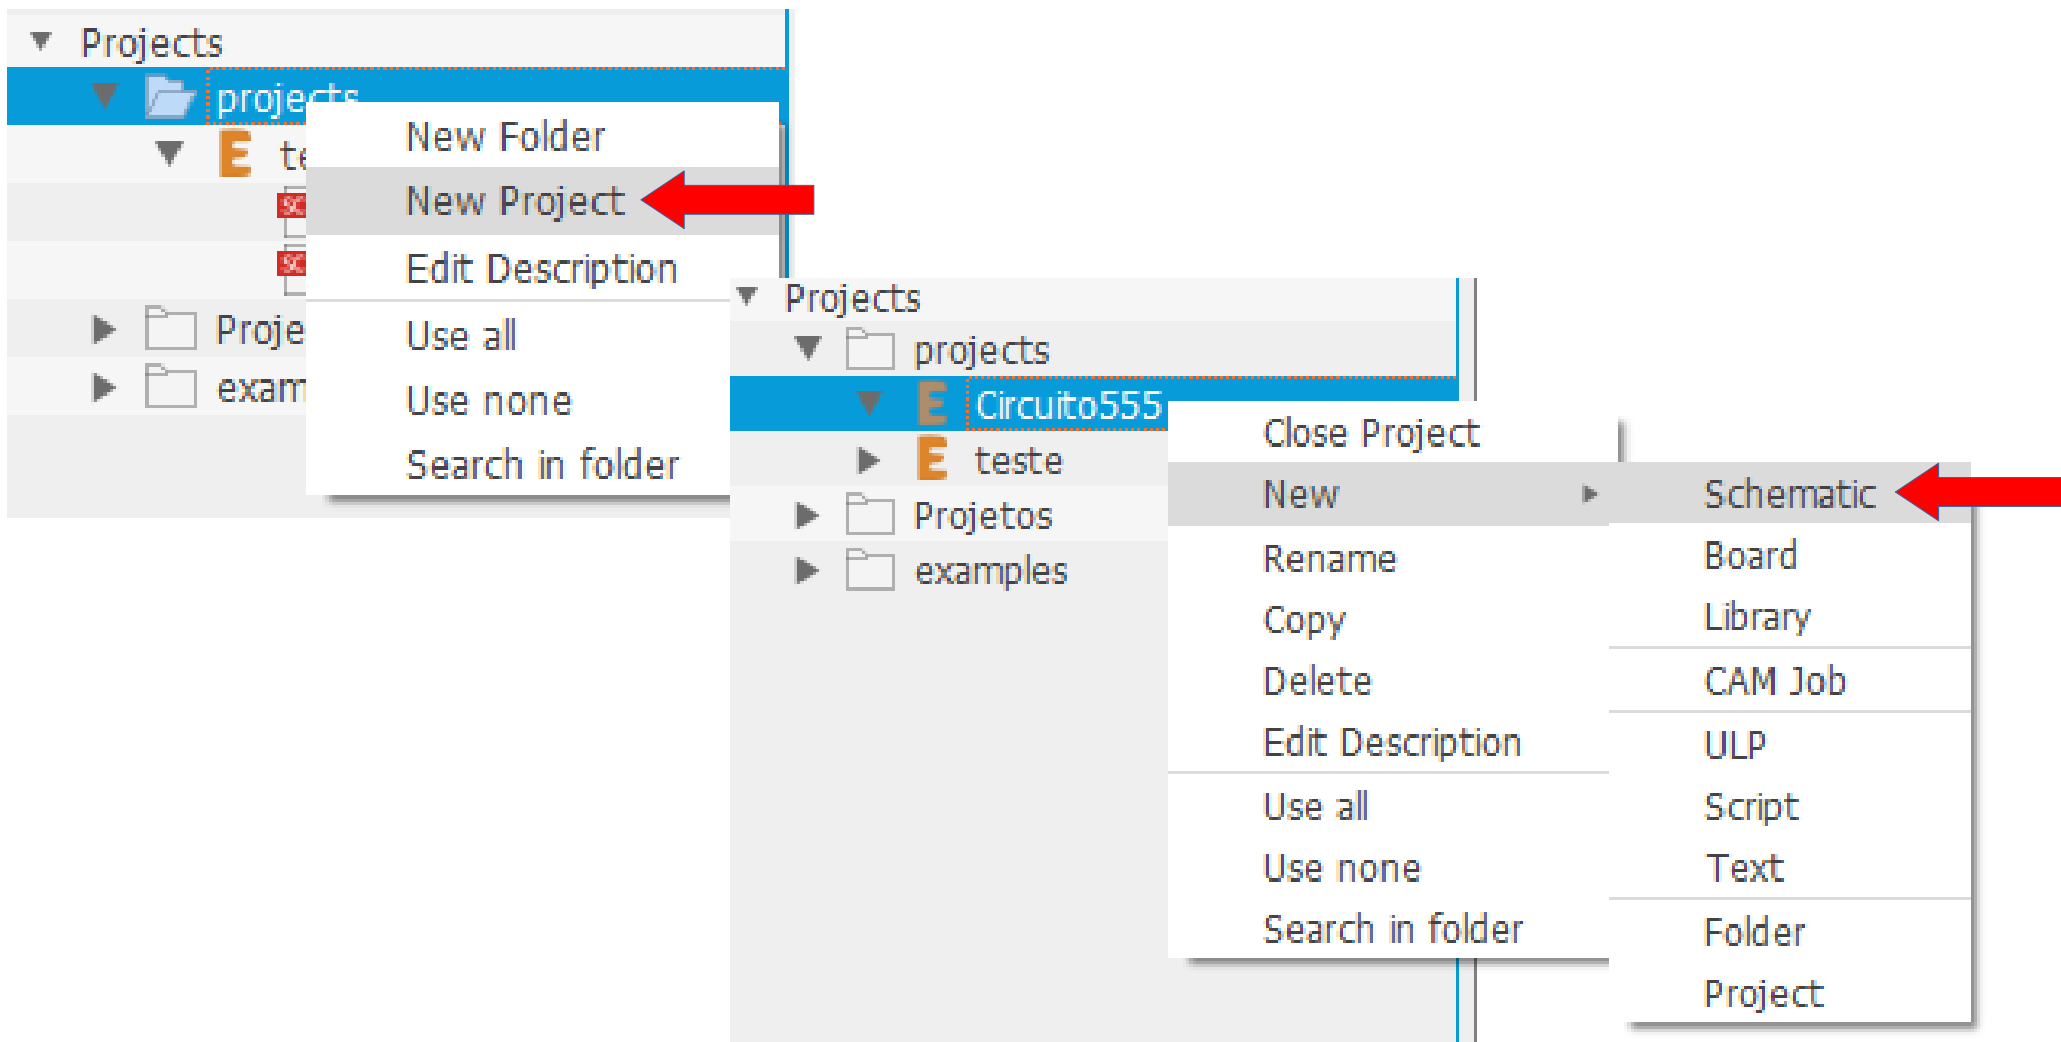 Projects
projects
New Folder
New Project
Edit Description
Use all
Use none
Search in folder
Projects
projects
Circuito555
teste
Projetos
examples
Close Project
New
Rename
Copy
Delete
Edit Description
Use all
Use none
Search in folder
Schematic
Board
Library
CAM Job
ULP
Script
Text
Folder
Project